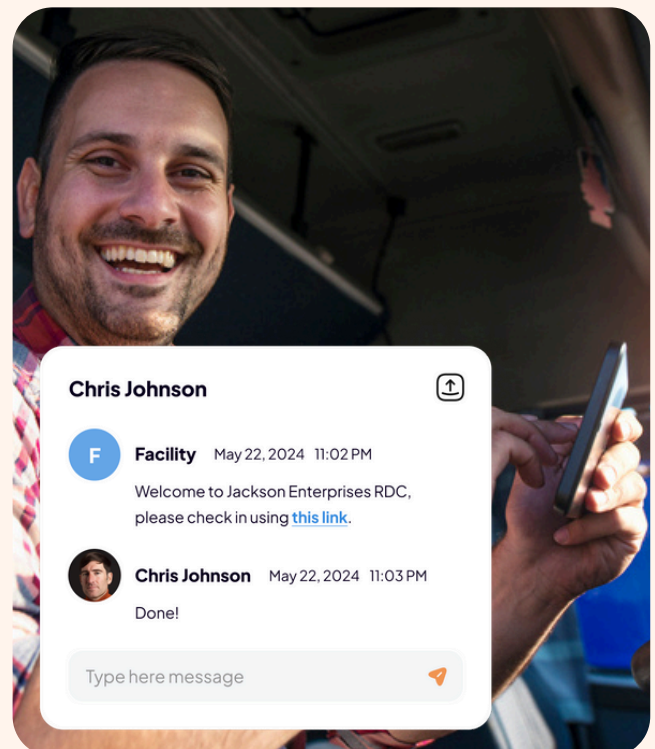 Chris Johnson
F
Facility May 22, 2024 11:02 PM
Welcome to Jackson Enterprises RDC,
please check in using this link.
Chris Johnson May 22, 2024 11:03 PM
Done!
Type here message